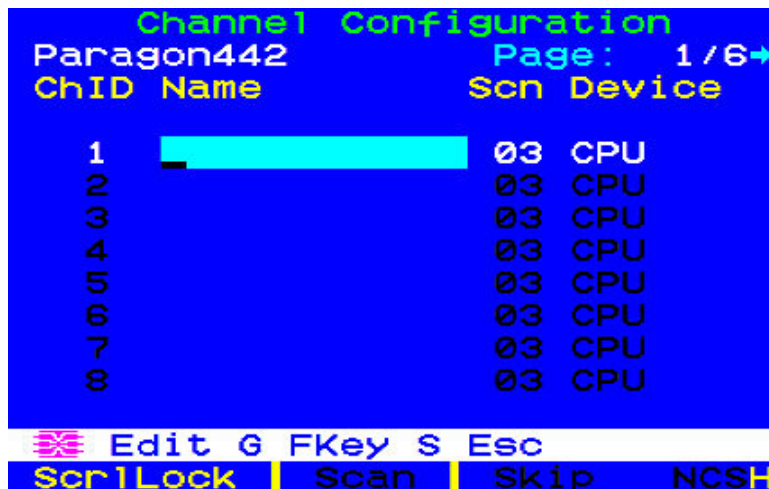 Channel Configuration
Paragon442 Page: 1/6→
ChID Name Scn Device
1 03 CPU
2 03 CPU
3 03 CPU
4 03 CPU
5 03 CPU
6 03 CPU
7 03 CPU
8 03 CPU
Edit G FKey S Esc
ScrlLock Scan Skip NCSH